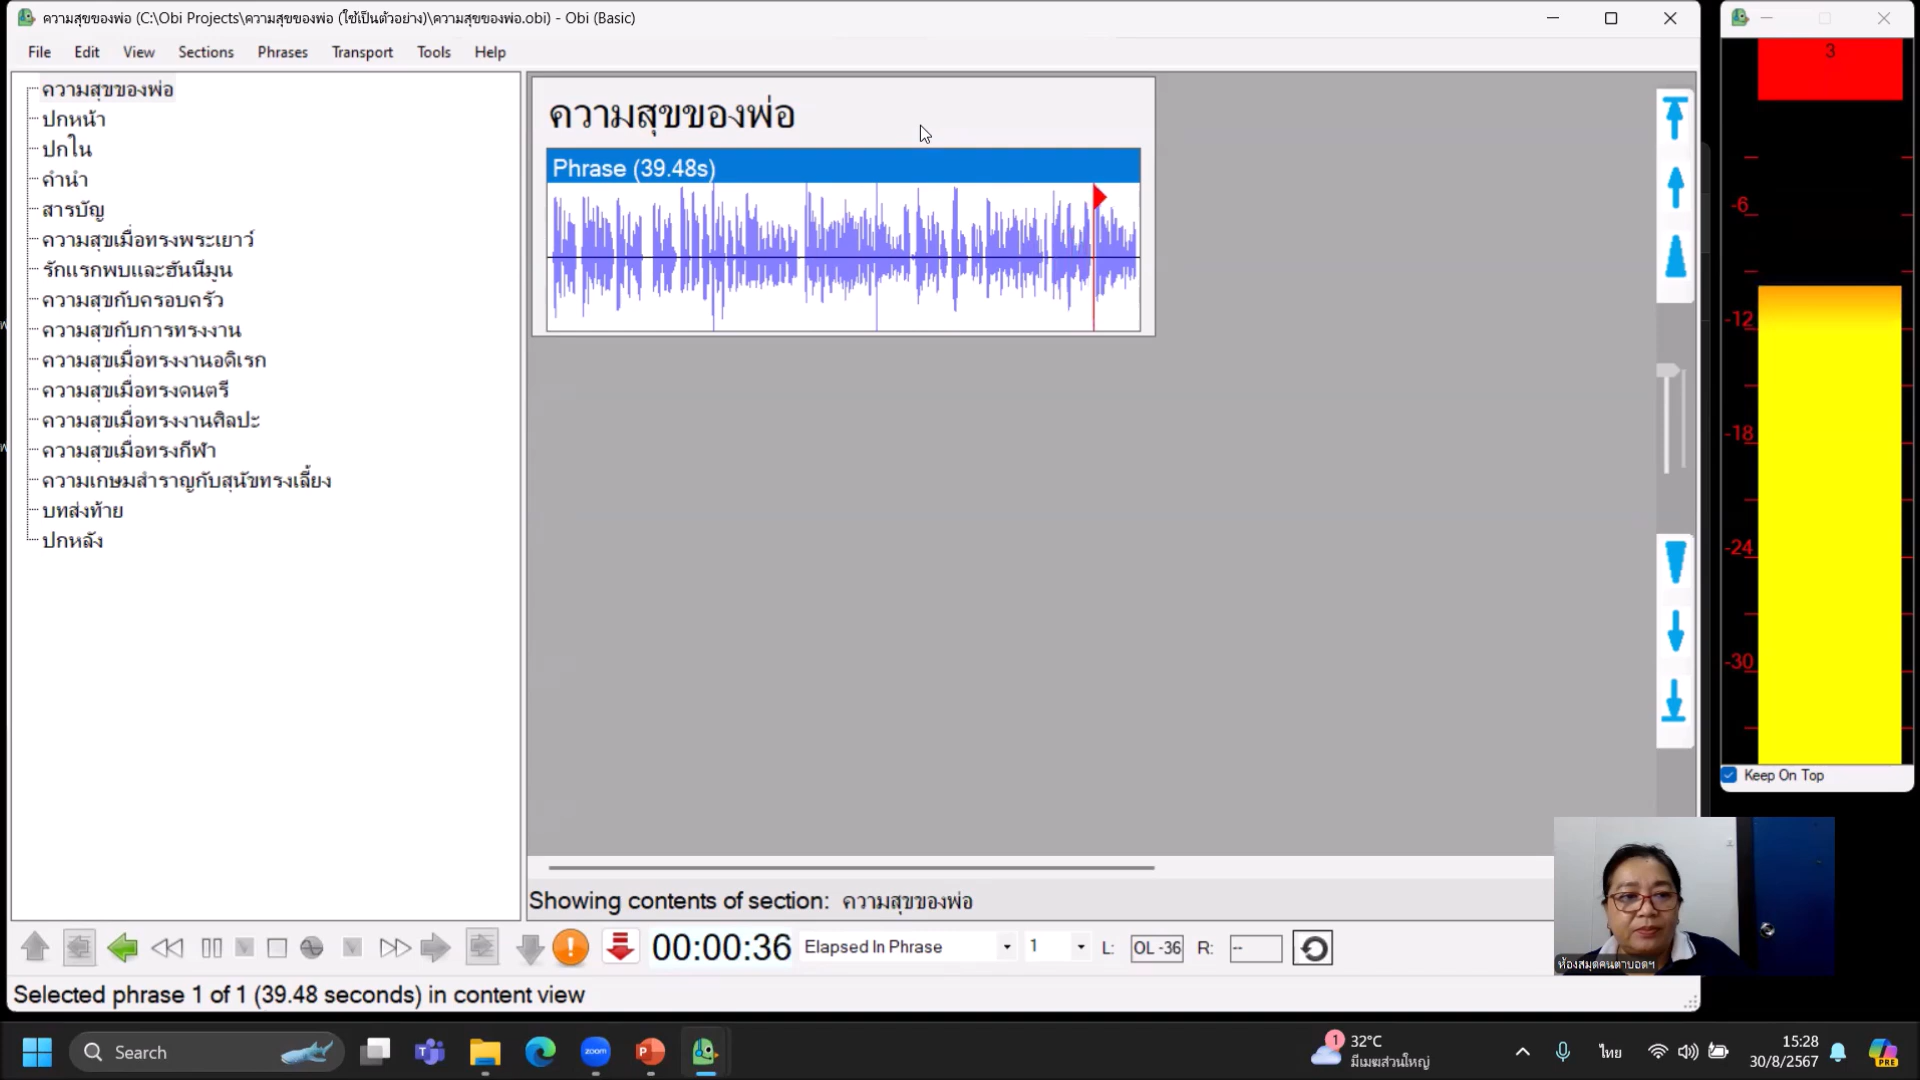 ความสุขของพ่อ (C:\Obi Projects\ความสุขของพ่อ (ใช้เป็นตัวอย่าง)\ความสุขของพ่อ.obi) - Obi (Basic)
File Edit View Sections Phrases Transport Tools Help
ความสุขของพ่อ
ปกหน้า
ปกใน
คำนำ
สารบัญ
ความสุขเมื่อทรงพระเยาว์
รักแรกพบและฮันนีมูน
ความสุขกับครอบครัว
ความสุขกับการทรงงาน
ความสุขเมื่อทรงงานอดิเรก
ความสุขเมื่อทรงดนตรี
ความสุขเมื่อทรงงานศิลปะ
ความสุขเมื่อทรงกีฬา
ความเกษมสำราญกับสุนัขทรงเลี้ยง
บทส่งท้าย
ปกหลัง
ความสุขของพ่อ
Phrase (39.48s)
Showing contents of section: ความสุขของพ่อ
00:00:36 Elapsed In Phrase 1 L: OL -36 R: --
Selected phrase 1 of 1 (39.48 seconds) in content view
3
-6
-12
-18
-24
-30
Keep On Top
ห้องสมุดคนตาบอดฯ
Search
zoom
1
32°C
มีเมฆส่วนใหญ่
ไทย
15:28
30/8/2567
PRE